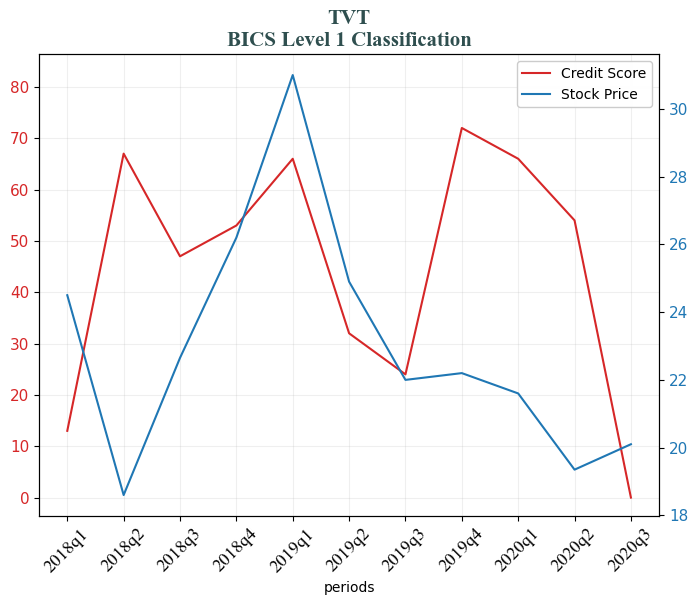 TVT
BICS Level 1 Classification
Credit Score
Stock Price
80
70
60
50
40
30
20
10
0
30
28
26
24
22
20
18
2018q1
2018q2
2018q3
2018q4
2019q1
2019q2
2019q3
2019q4
2020q1
2020q2
2020q3
periods